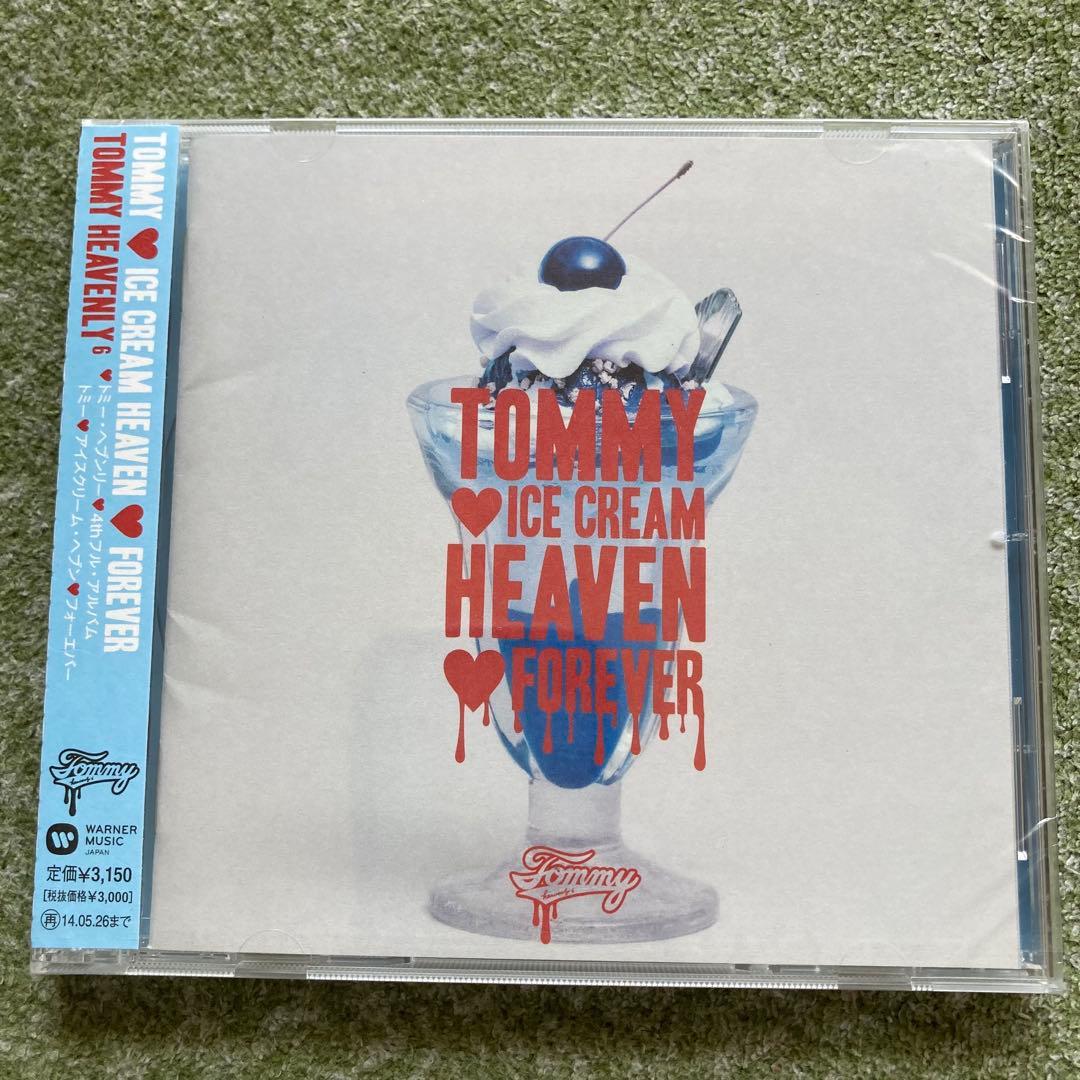 TOMMY ♥ ICE CREAM HEAVEN ♥ FOREVER
TOMMY HEAVENLY6 ♥ トミー・ヘブンリー♥4thフル・アルバム
トミー♥アイスクリーム・ヘブン♥フォーエバー
Tommy
WARNER
MUSIC
JAPAN
定価¥3,150
[税抜価格¥3,000]
再14.05.26まで
TOMMY
♥ ICE CREAM
HEAVEN
♥ FOREVER
Tommy
heavenly6